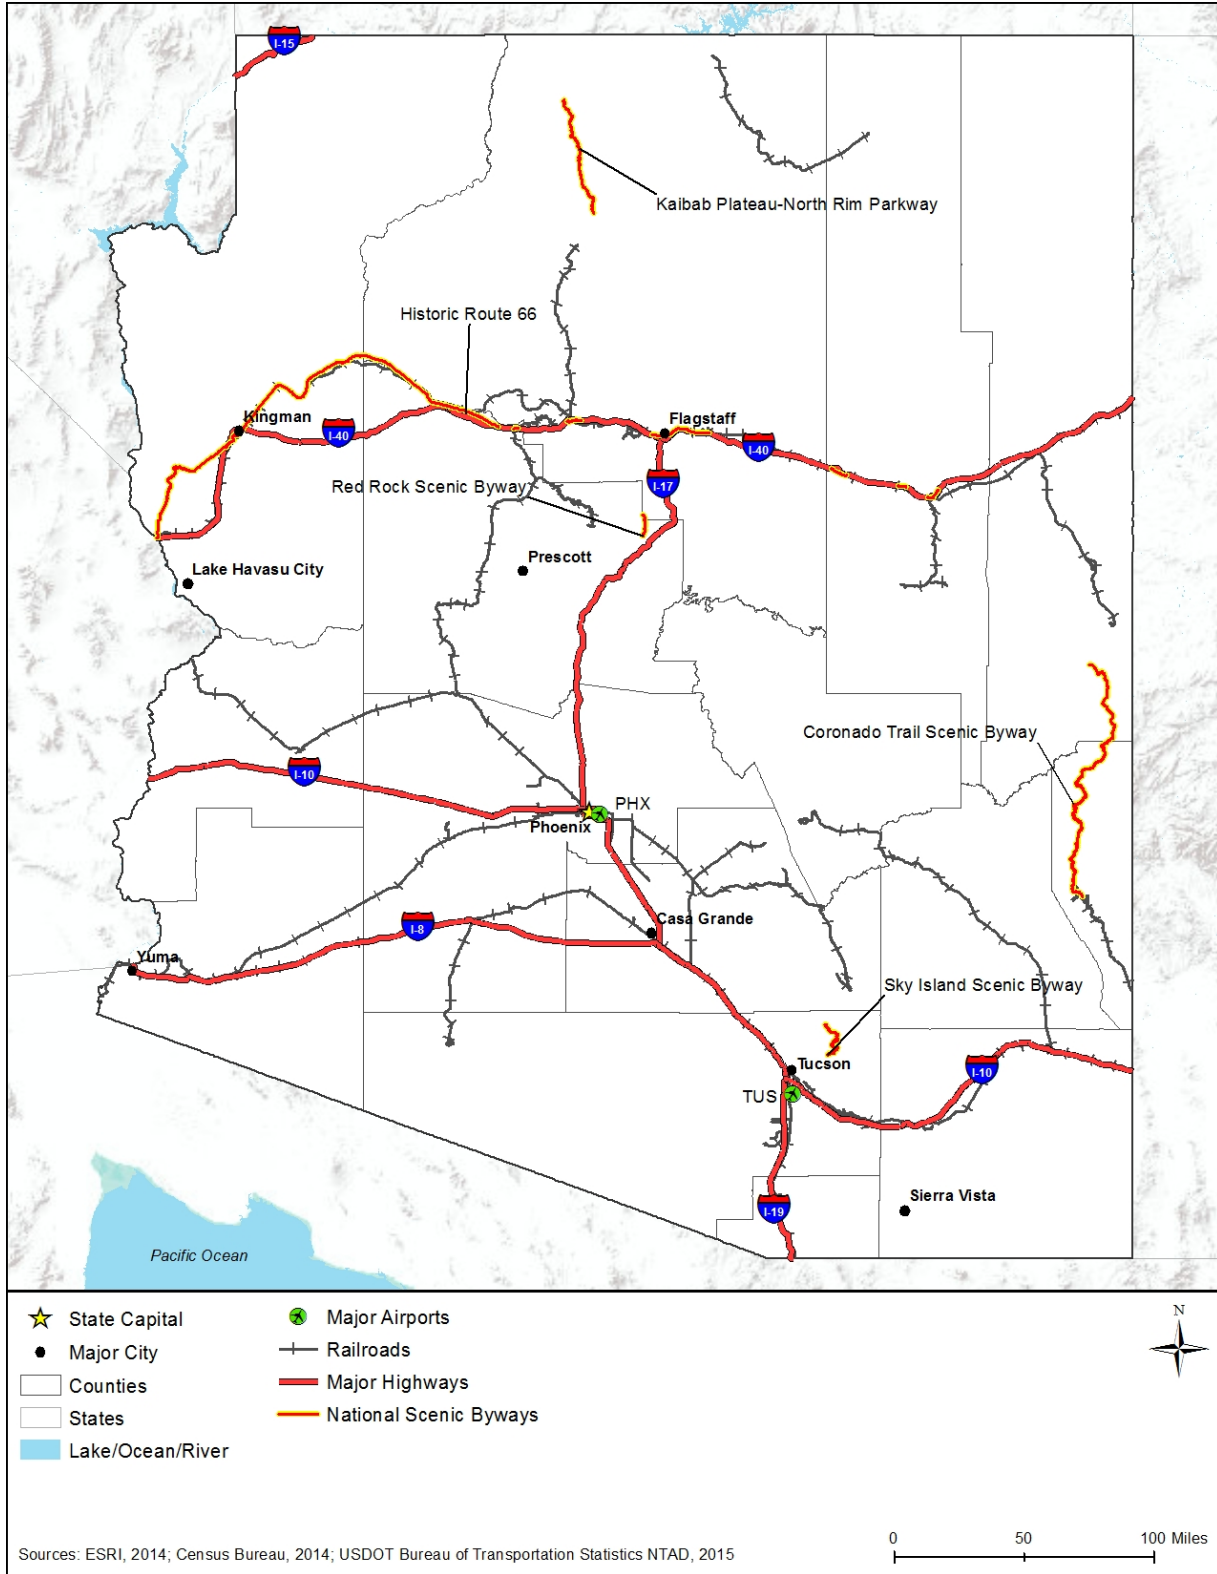 I-15
Kaibab Plateau-North Rim Parkway
Historic Route 66
Kingman
Flagstaff
I-40
I-40
Red Rock Scenic Byway
I-17
Prescott
Lake Havasu City
Coronado Trail Scenic Byway
I-10
PHX
Phoenix
Casa Grande
I-8
Yuma
Sky Island Scenic Byway
Tucson
I-10
TUS
Sierra Vista
I-19
Pacific Ocean
State Capital
Major City
Counties
States
Lake/Ocean/River
Major Airports
Railroads
Major Highways
National Scenic Byways
N
0 50 100 Miles
Sources: ESRI, 2014; Census Bureau, 2014; USDOT Bureau of Transportation Statistics NTAD, 2015